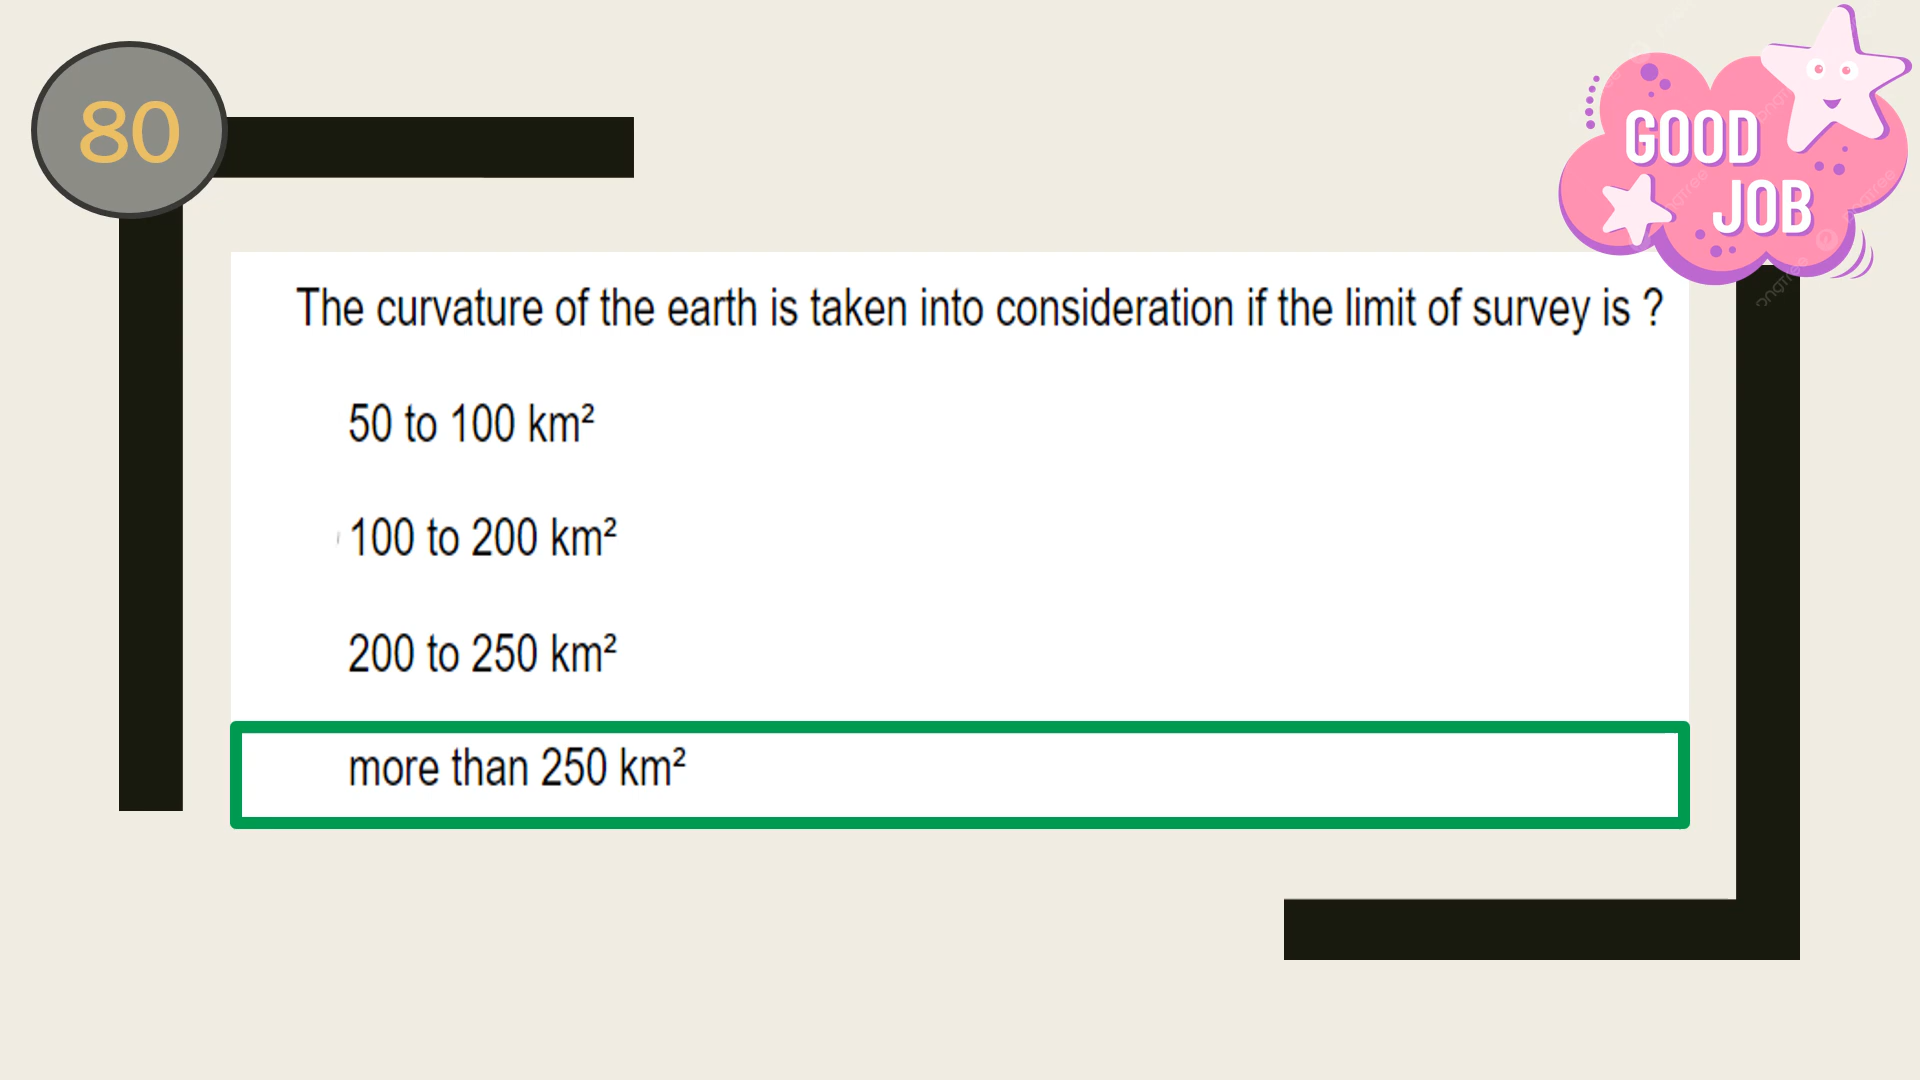 80
GOOD
JOB
The curvature of the earth is taken into consideration if the limit of survey is ?
50 to 100 km²
100 to 200 km²
200 to 250 km²
more than 250 km²